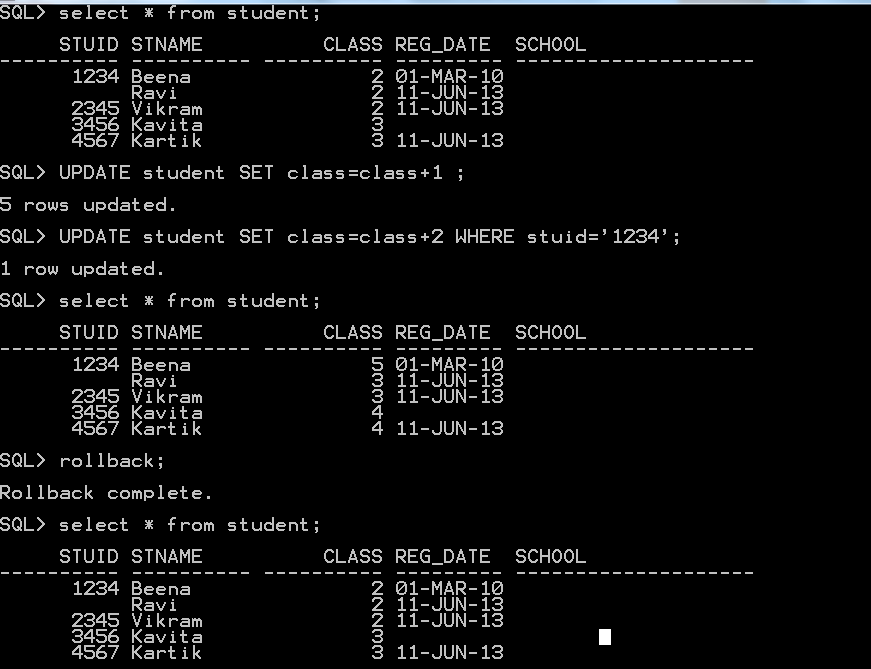 SQL> select * from student;
     STUID STNAME          CLASS REG_DATE  SCHOOL
---------- ---------- ---------- --------- --------------------
      1234 Beena               2 01-MAR-10
           Ravi                2 11-JUN-13
      2345 Vikram              2 11-JUN-13
      3456 Kavita              3
      4567 Kartik              3 11-JUN-13
SQL> UPDATE student SET class=class+1 ;
5 rows updated.
SQL> UPDATE student SET class=class+2 WHERE stuid='1234';
1 row updated.
SQL> select * from student;
     STUID STNAME          CLASS REG_DATE  SCHOOL
---------- ---------- ---------- --------- --------------------
      1234 Beena               5 01-MAR-10
           Ravi                3 11-JUN-13
      2345 Vikram              3 11-JUN-13
      3456 Kavita              4
      4567 Kartik              4 11-JUN-13
SQL> rollback;
Rollback complete.
SQL> select * from student;
     STUID STNAME          CLASS REG_DATE  SCHOOL
---------- ---------- ---------- --------- --------------------
      1234 Beena               2 01-MAR-10
           Ravi                2 11-JUN-13
      2345 Vikram              2 11-JUN-13
      3456 Kavita              3
      4567 Kartik              3 11-JUN-13